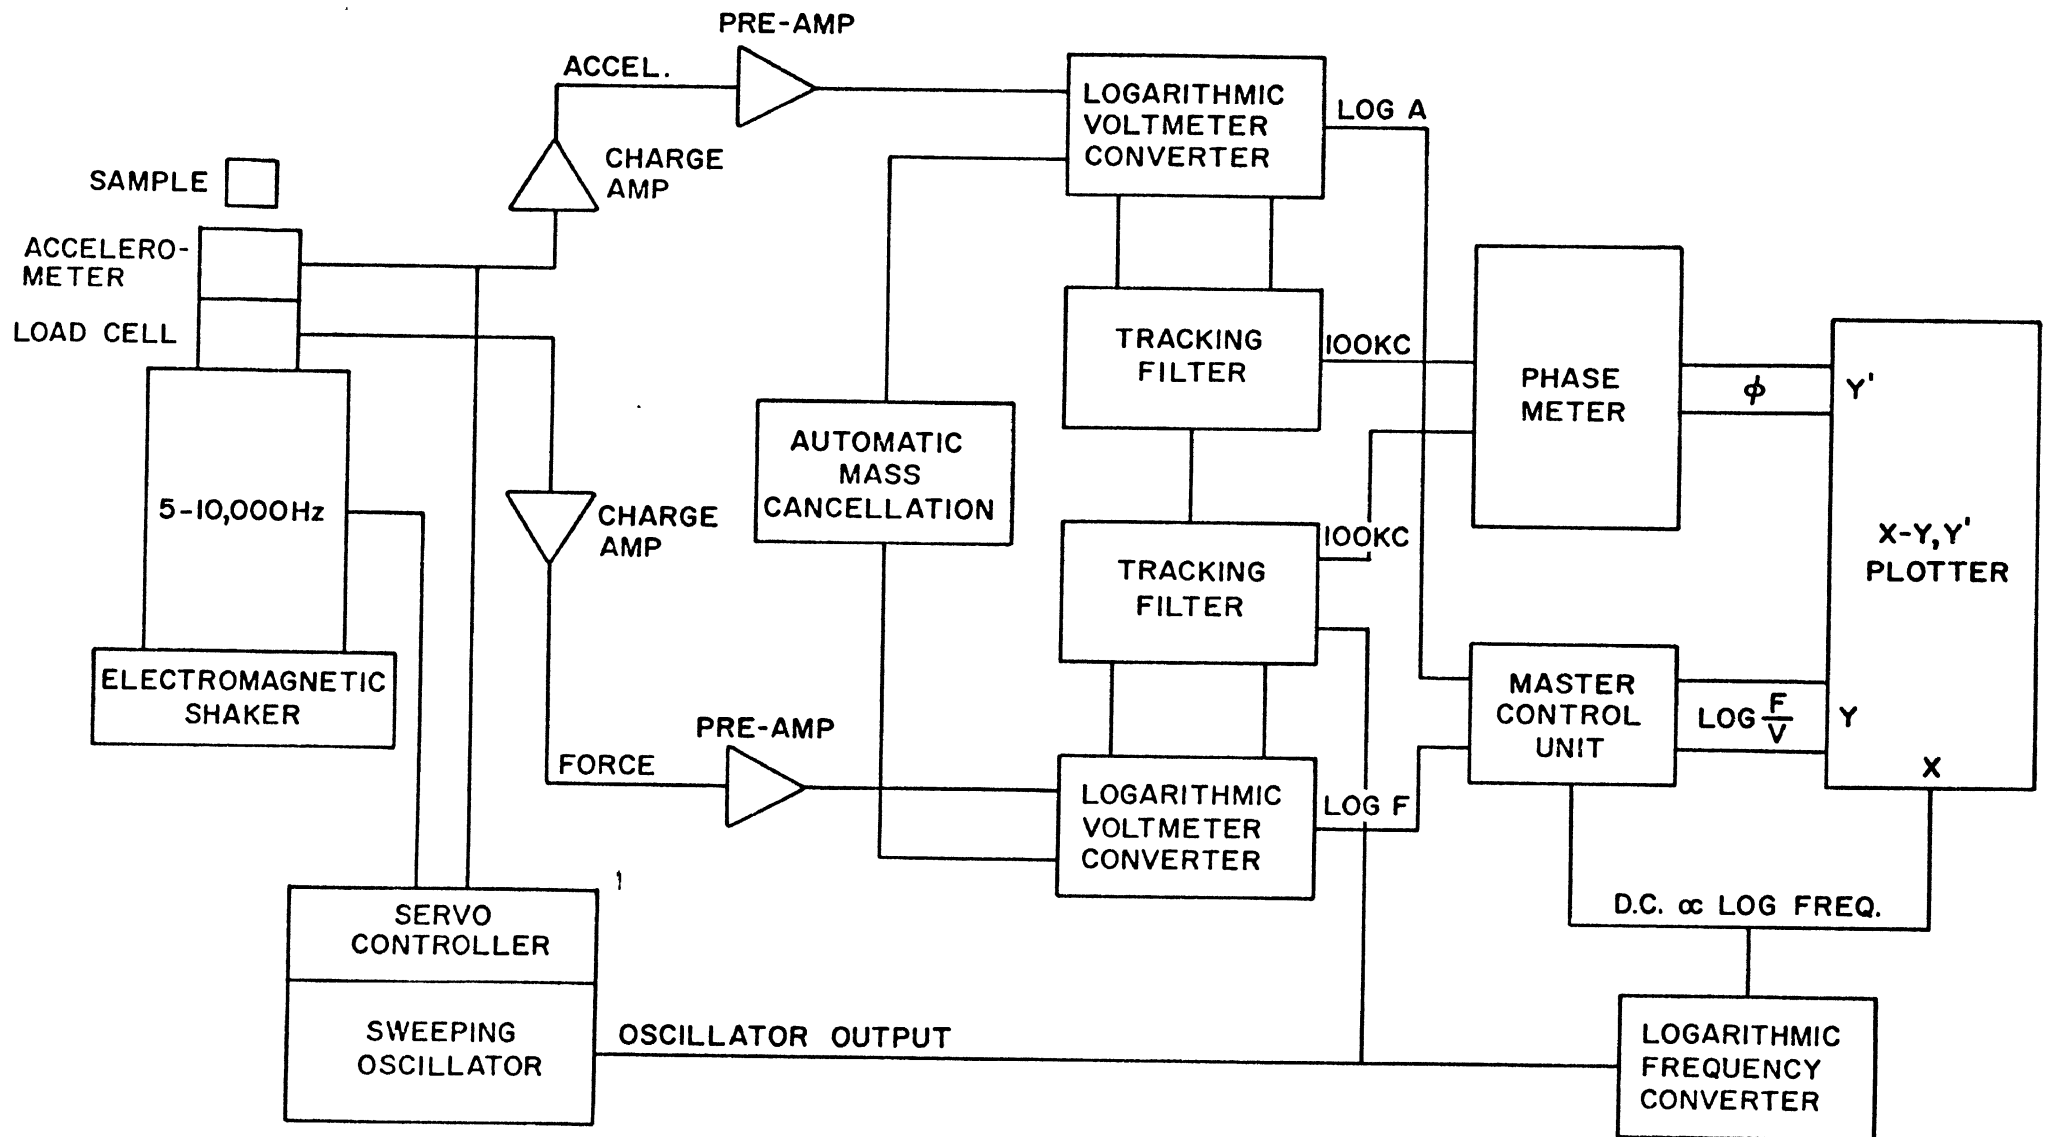 PRE-AMP
ACCEL.
LOGARITHMIC
VOLTMETER
CONVERTER
LOG A
CHARGE
AMP
SAMPLE
ACCELERO-
METER
LOAD CELL
TRACKING
FILTER
100KC
PHASE
METER
ϕ
Y'
AUTOMATIC
MASS
CANCELLATION
5-10,000Hz
CHARGE
AMP
TRACKING
FILTER
100KC
X-Y, Y'
PLOTTER
ELECTROMAGNETIC
SHAKER
PRE-AMP
FORCE
LOGARITHMIC
VOLTMETER
CONVERTER
LOG F
MASTER
CONTROL
UNIT
LOG F/V
Y
X
SERVO
CONTROLLER
D.C. ∝ LOG FREQ.
SWEEPING
OSCILLATOR
OSCILLATOR OUTPUT
LOGARITHMIC
FREQUENCY
CONVERTER